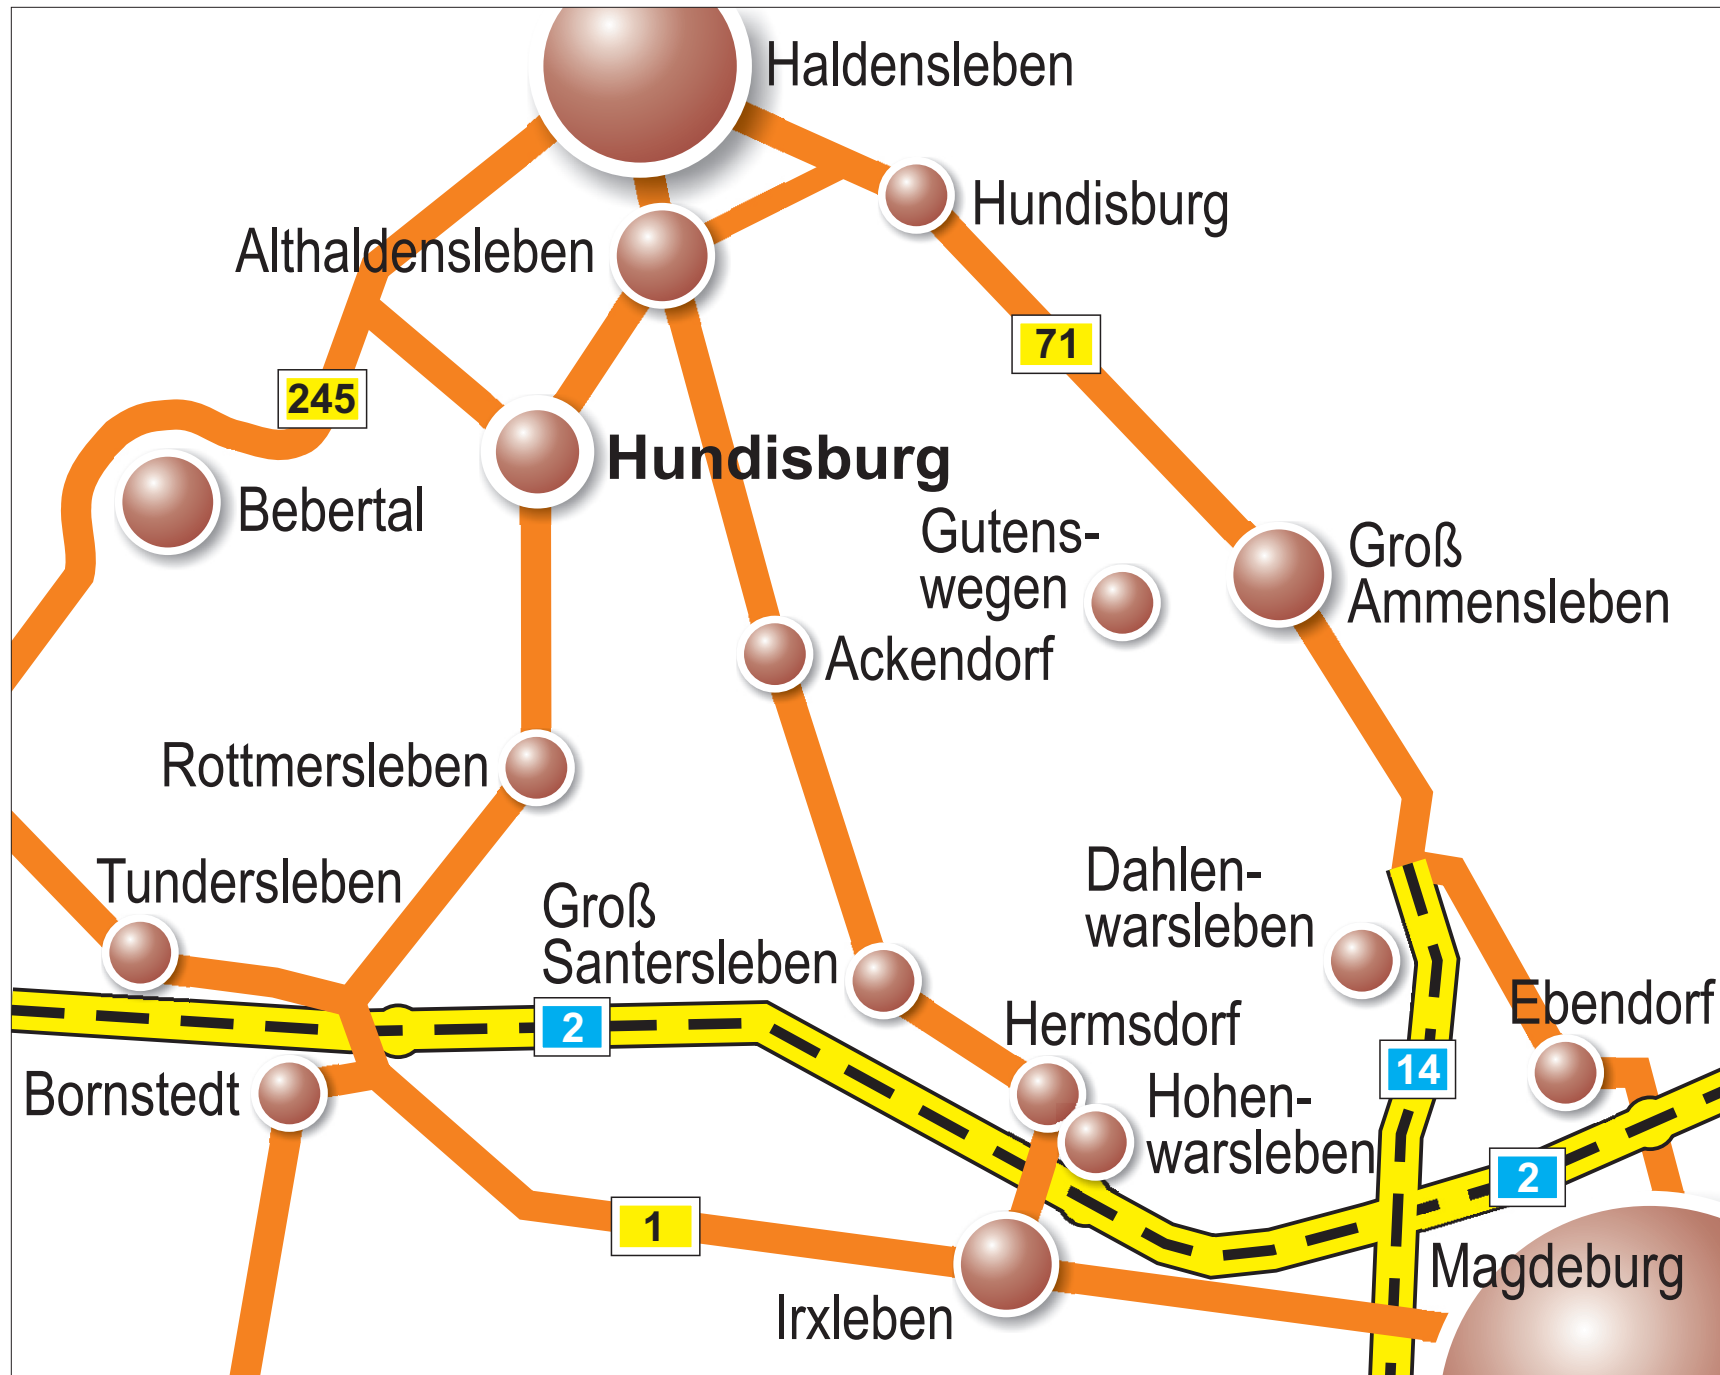 Haldensleben
Hundisburg
Althaldensleben
71
245
Hundisburg
Bebertal
Gutens-
wegen
Groß
Ammensleben
Ackendorf
Rottmersleben
Tundersleben
Groß
Santersleben
Dahlen-
warsleben
Ebendorf
Hermsdorf
2
14
Bornstedt
Hohen-
warsleben
2
1
Magdeburg
Irxleben